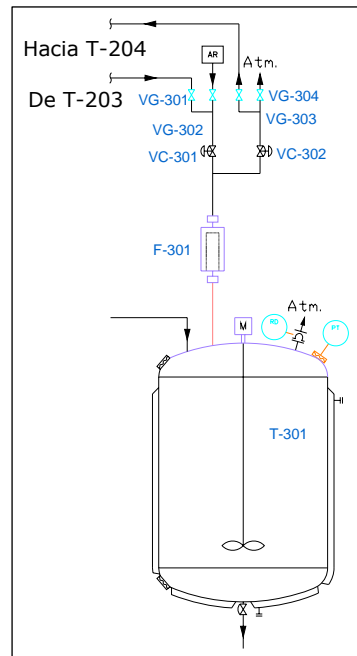 Hacia T-204
AR
Atm.
De T-203
VG-301
VG-304
VG-302
VG-303
VC-301
VC-302
F-301
M
Atm.
RD
PT
T-301